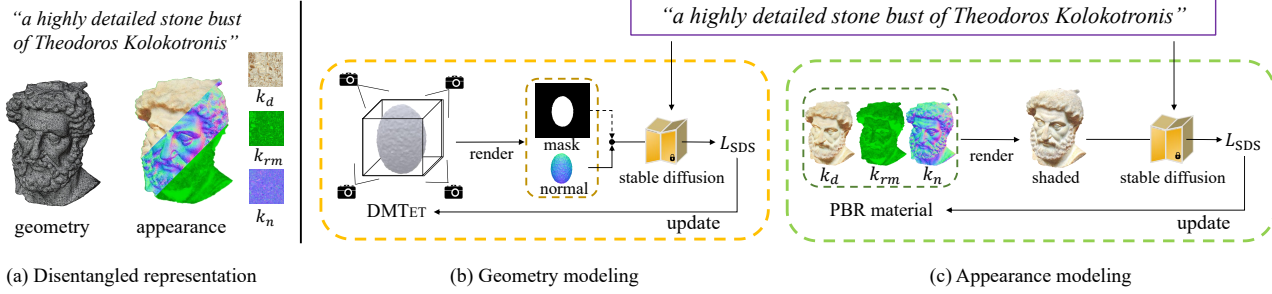 “a highly detailed stone bust
of Theodoros Kolokotronis”
k_d
k_rm
k_n
geometry
appearance
(a) Disentangled representation
“a highly detailed stone bust of Theodoros Kolokotronis”
render
mask
normal
stable diffusion
L_SDS
DMTET
update
(b) Geometry modeling
k_d k_rm k_n
render
shaded
stable diffusion
L_SDS
PBR material
update
(c) Appearance modeling